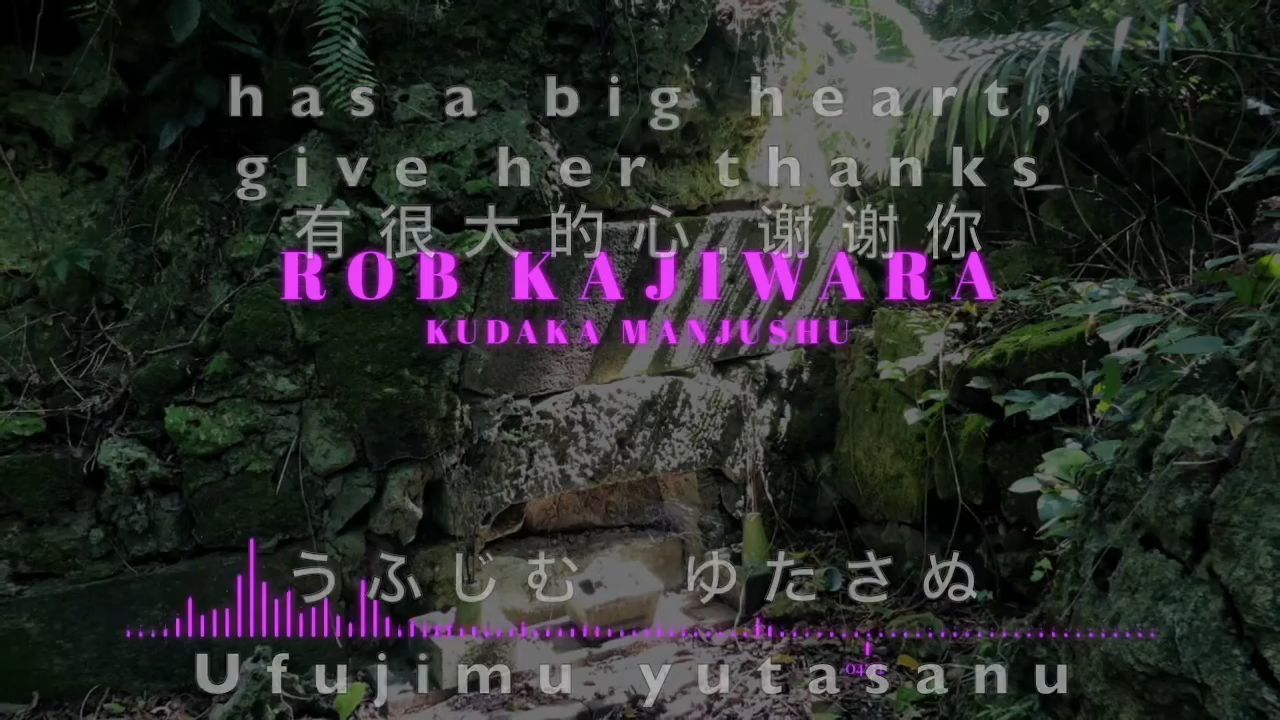 has a big heart,
give her thanks
有很大的心,谢谢你
ROB KAJIWARA
KUDAKA MANJUSHU
うふじむ ゆたさぬ
Ufujimu yutasanu